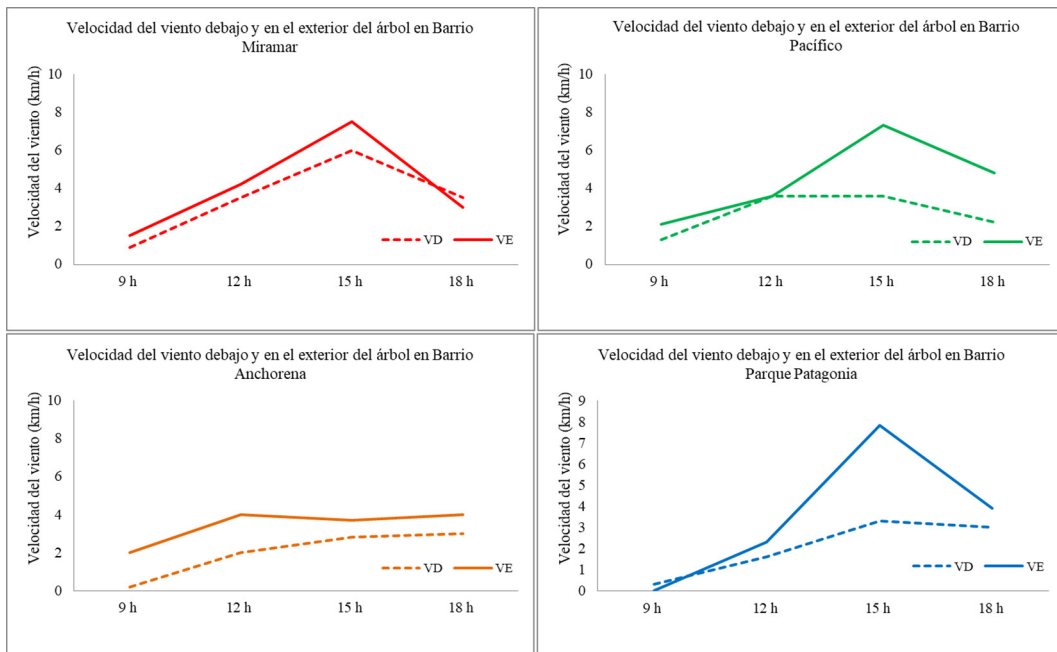 Velocidad del viento debajo y en el exterior del árbol en Barrio
Miramar
Velocidad del viento (km/h)
10
8
6
4
2
0
9 h 12 h 15 h 18 h
VD VE
Velocidad del viento debajo y en el exterior del árbol en Barrio
Pacífico
Velocidad del viento (km/h)
10
8
6
4
2
0
9 h 12 h 15 h 18 h
VD VE
Velocidad del viento debajo y en el exterior del árbol en Barrio
Anchorena
Velocidad del viento (km/h)
10
8
6
4
2
0
9 h 12 h 15 h 18 h
VD VE
Velocidad del viento debajo y en el exterior del árbol en Barrio
Parque Patagonia
Velocidad del viento (km/h)
9
8
7
6
5
4
3
2
1
0
9 h 12 h 15 h 18 h
VD VE